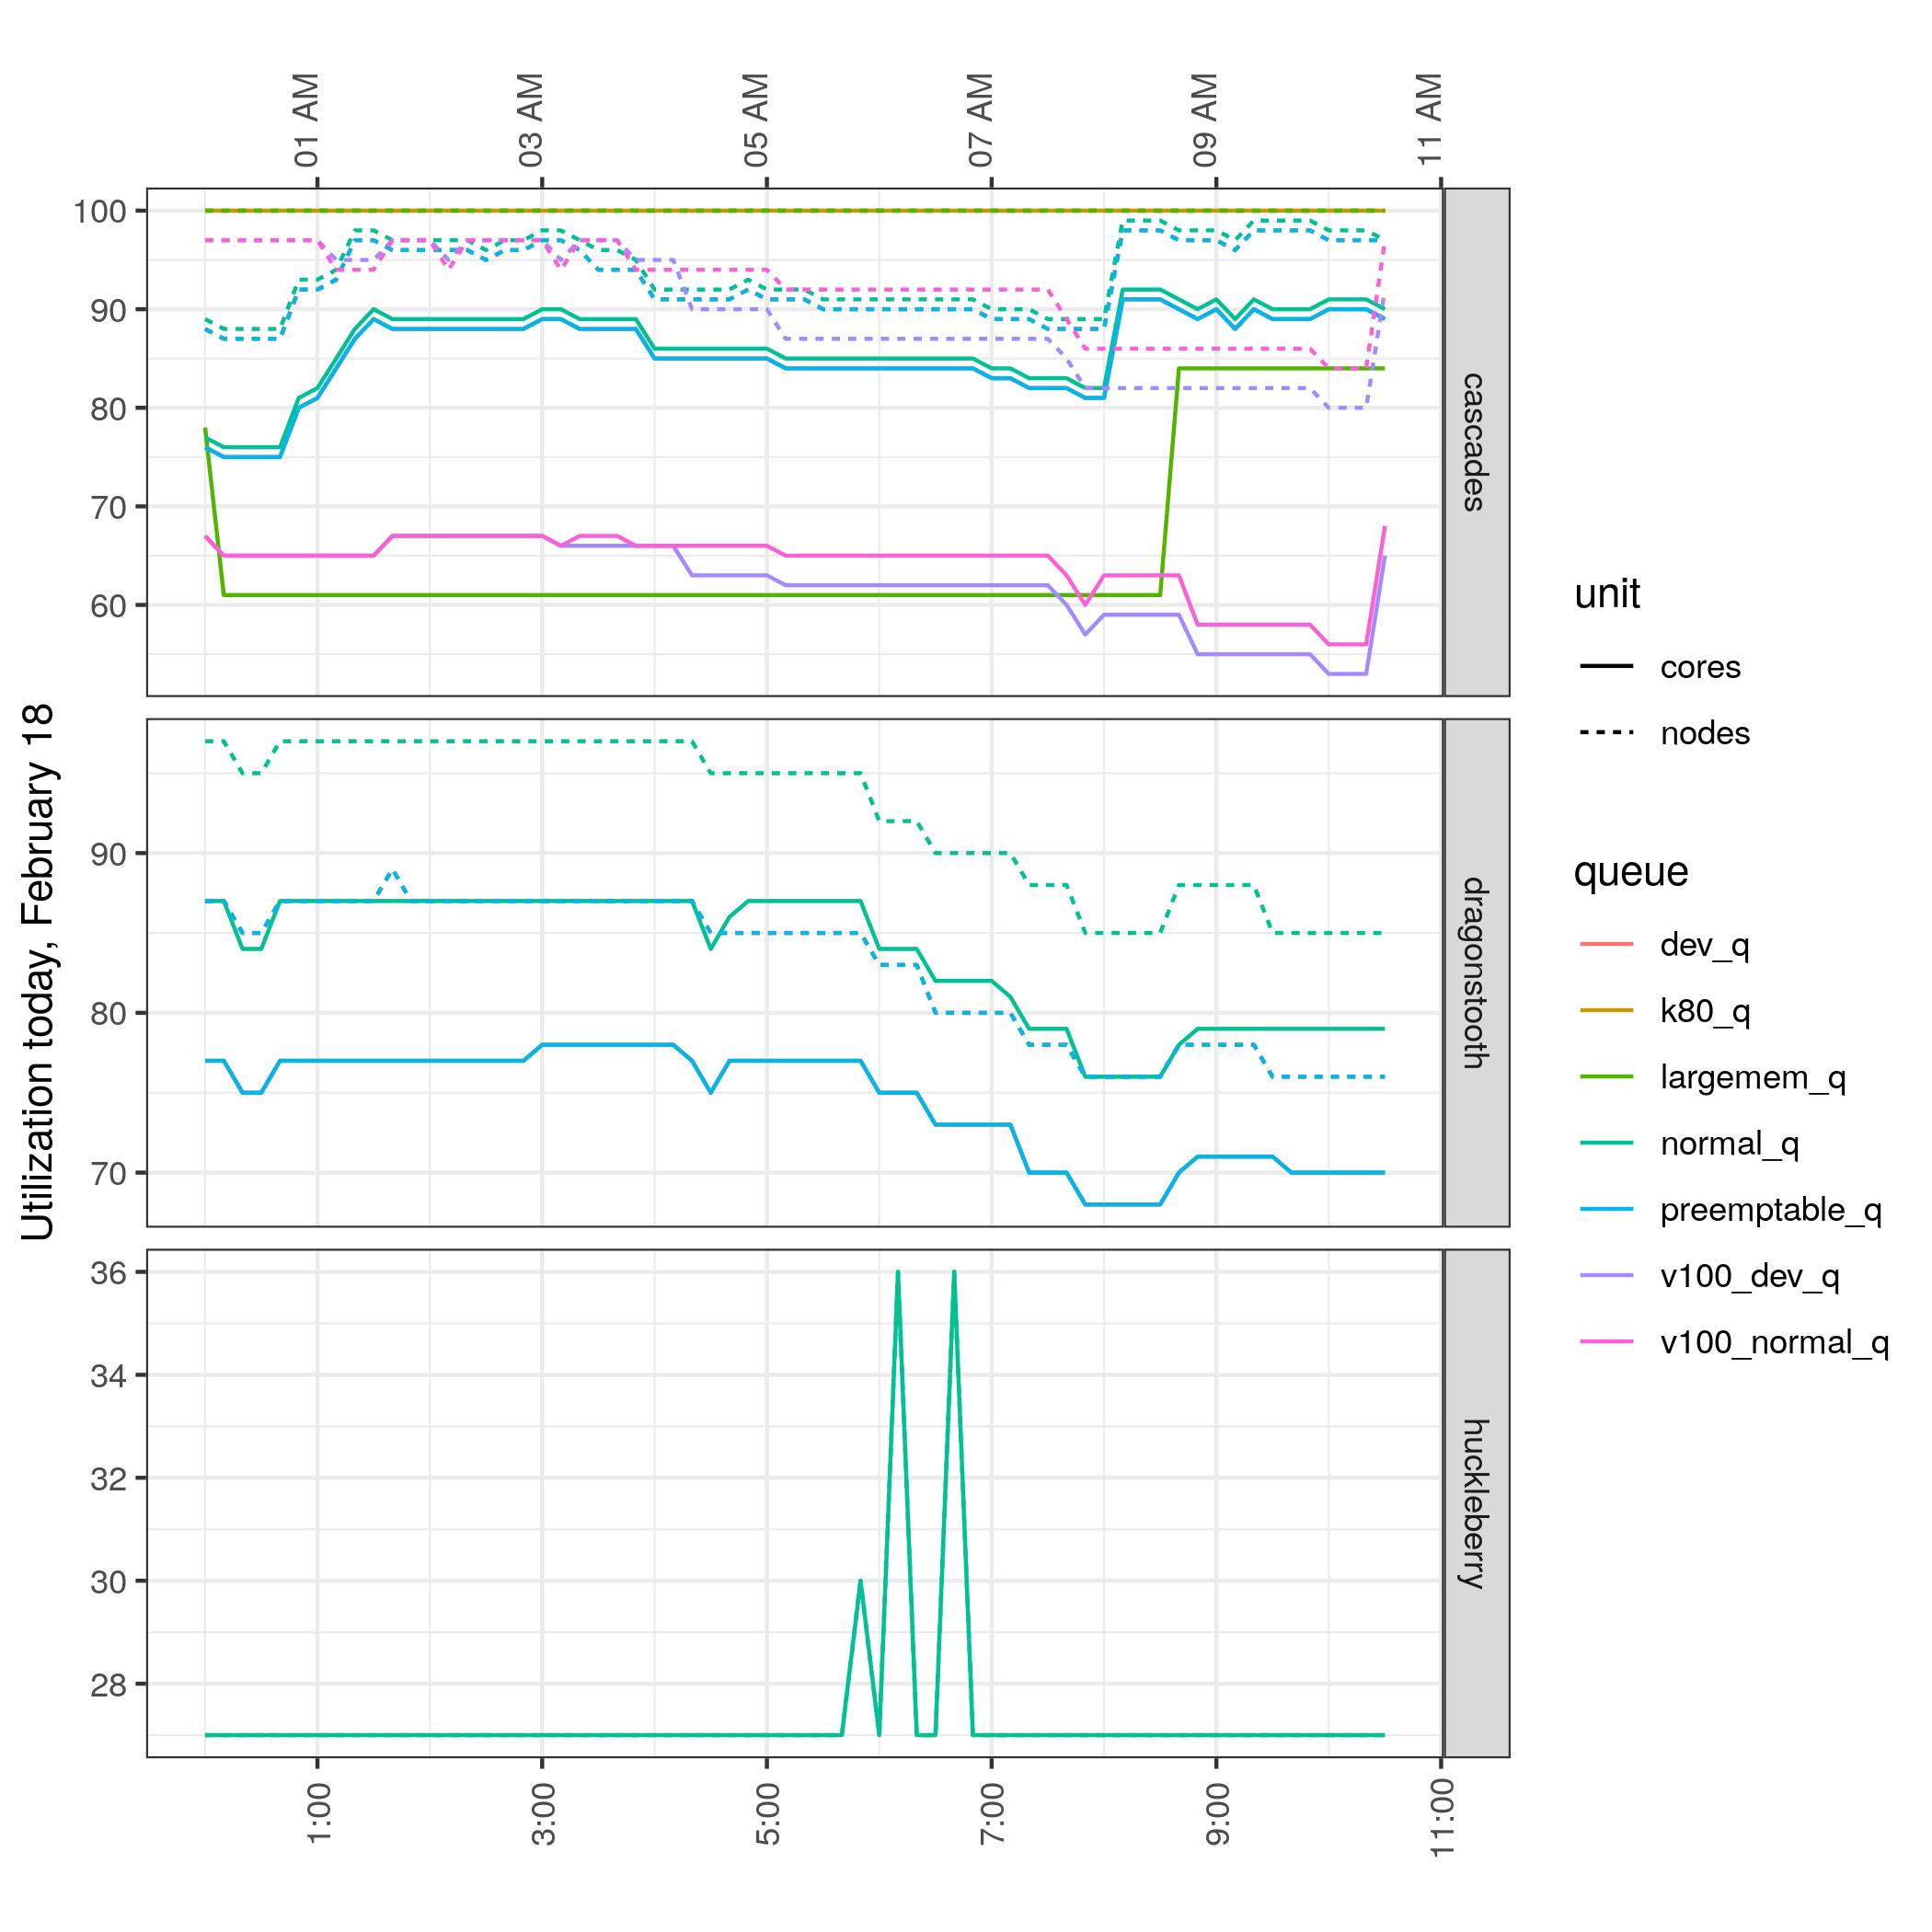 01 AM
03 AM
05 AM
07 AM
09 AM
11 AM
Utilization today, February 18
100
90
80
70
60
cascades
90
80
70
dragonstooth
36
34
32
30
28
huckleberry
1:00
3:00
5:00
7:00
9:00
11:00
unit
cores
nodes
queue
dev_q
k80_q
largemem_q
normal_q
preemptable_q
v100_dev_q
v100_normal_q